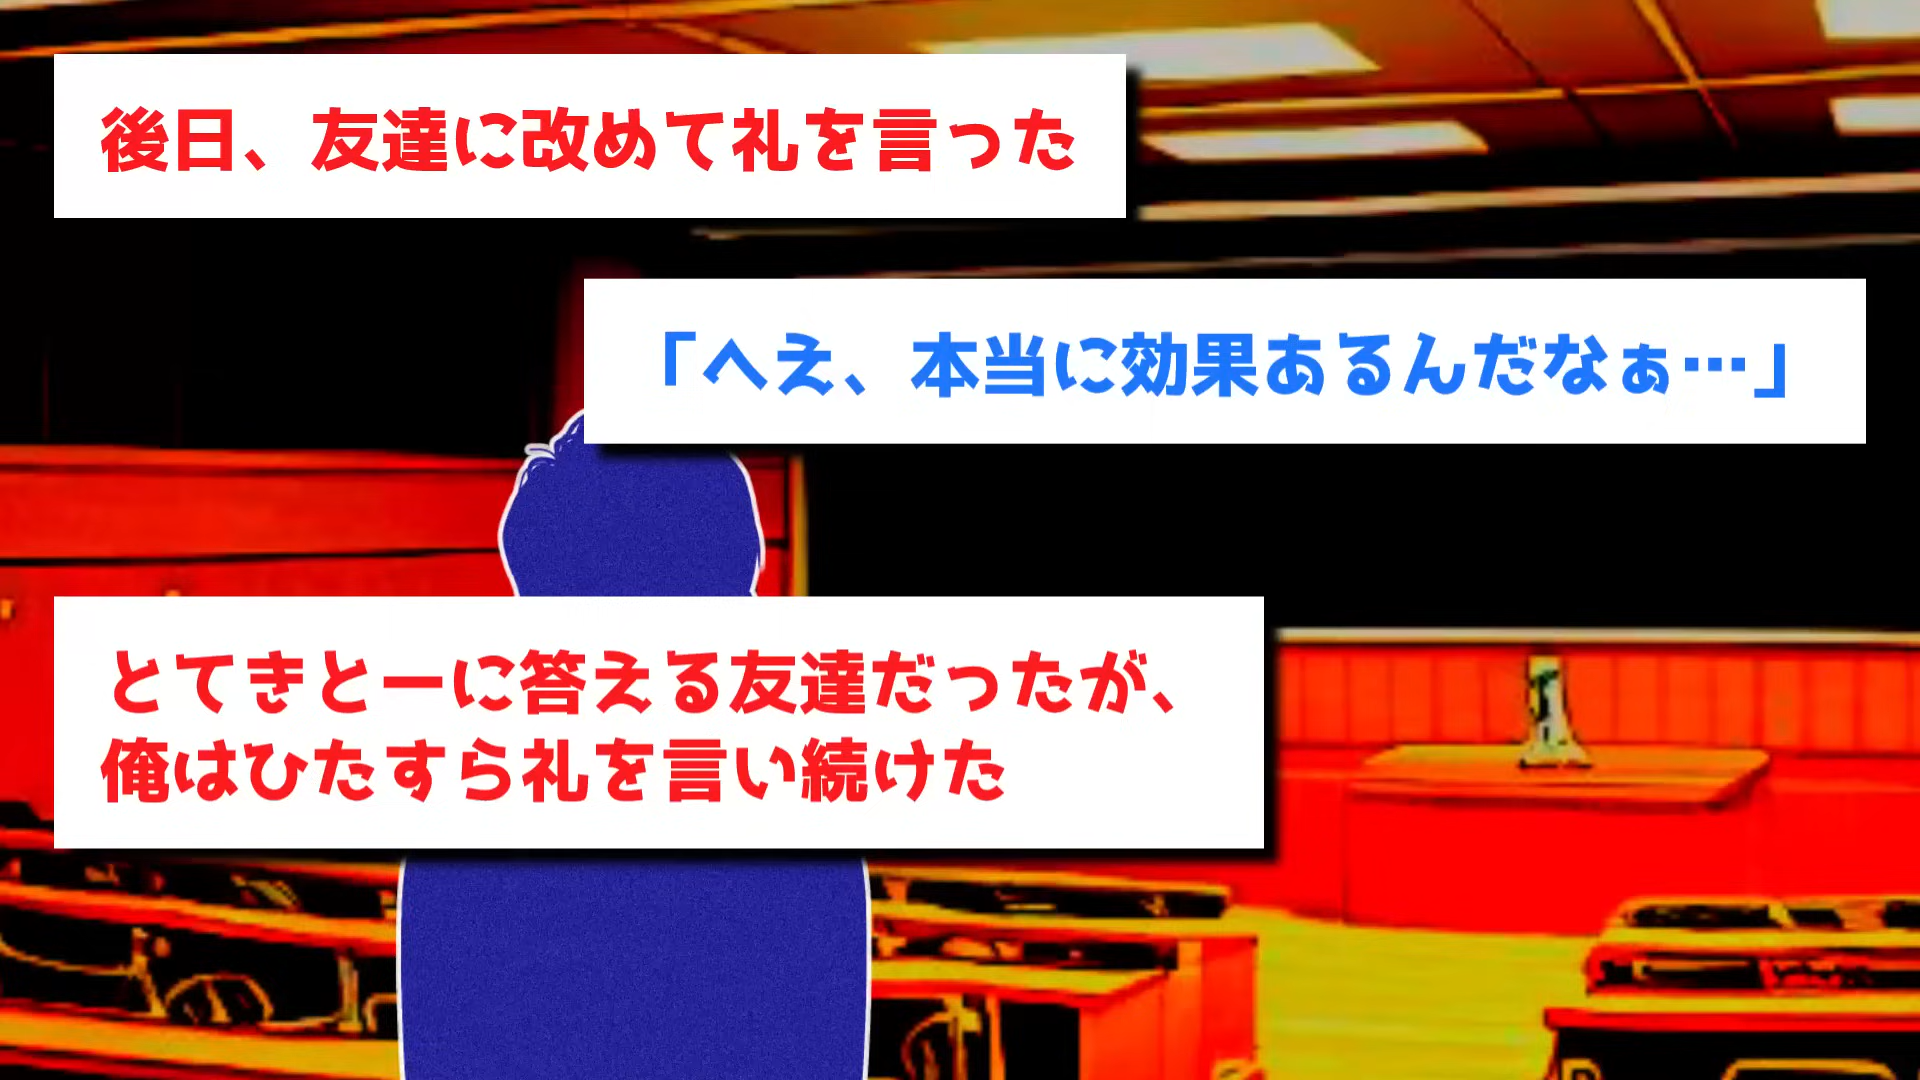 後日、友達に改めて礼を言った
「へえ、本当に効果あるんだなぁ…」
とてきとーに答える友達だったが、
俺はひたすら礼を言い続けた